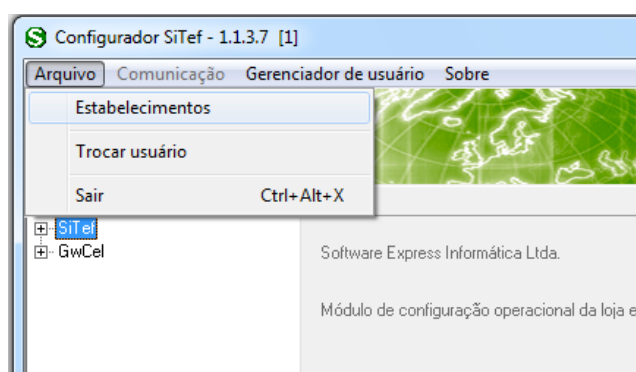 Configurador SiTef - 1.1.3.7 [1]
Arquivo Comunicação Gerenciador de usuário Sobre
Estabelecimentos
Trocar usuário
Sair Ctrl+Alt+X
SiTef
GwCel
Software Express Informática Ltda.
Módulo de configuração operacional da loja e